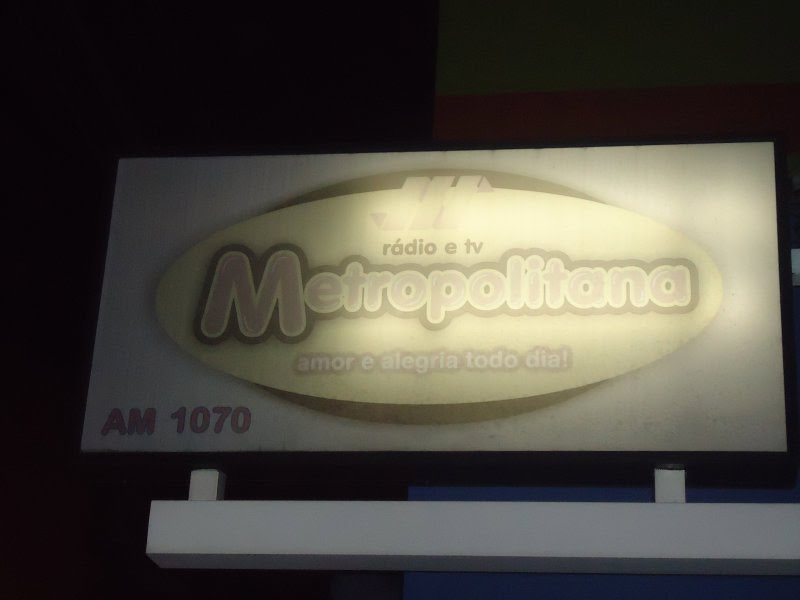 rádio e tv
Metropolitana
amor e alegria todo dia!
AM 1070